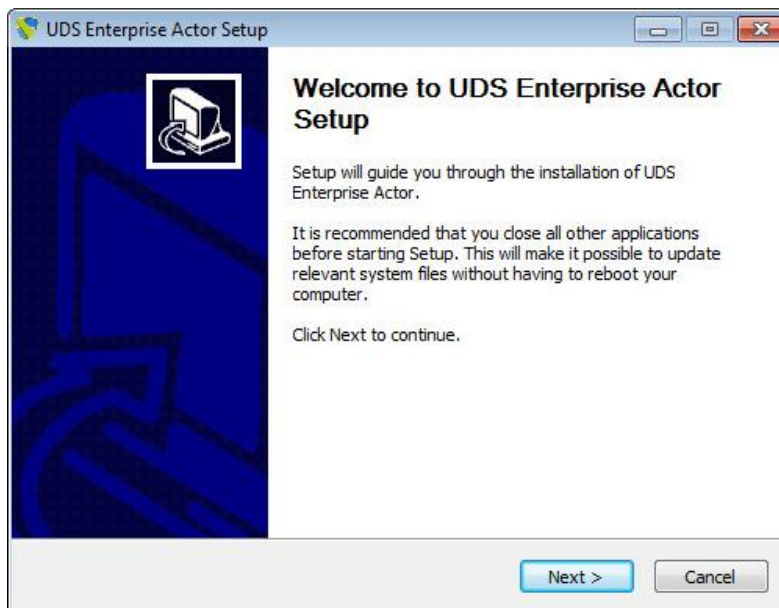 UDS Enterprise Actor Setup
Welcome to UDS Enterprise Actor
Setup
Setup will guide you through the installation of UDS
Enterprise Actor.
It is recommended that you close all other applications
before starting Setup. This will make it possible to update
relevant system files without having to reboot your
computer.
Click Next to continue.
Next >
Cancel